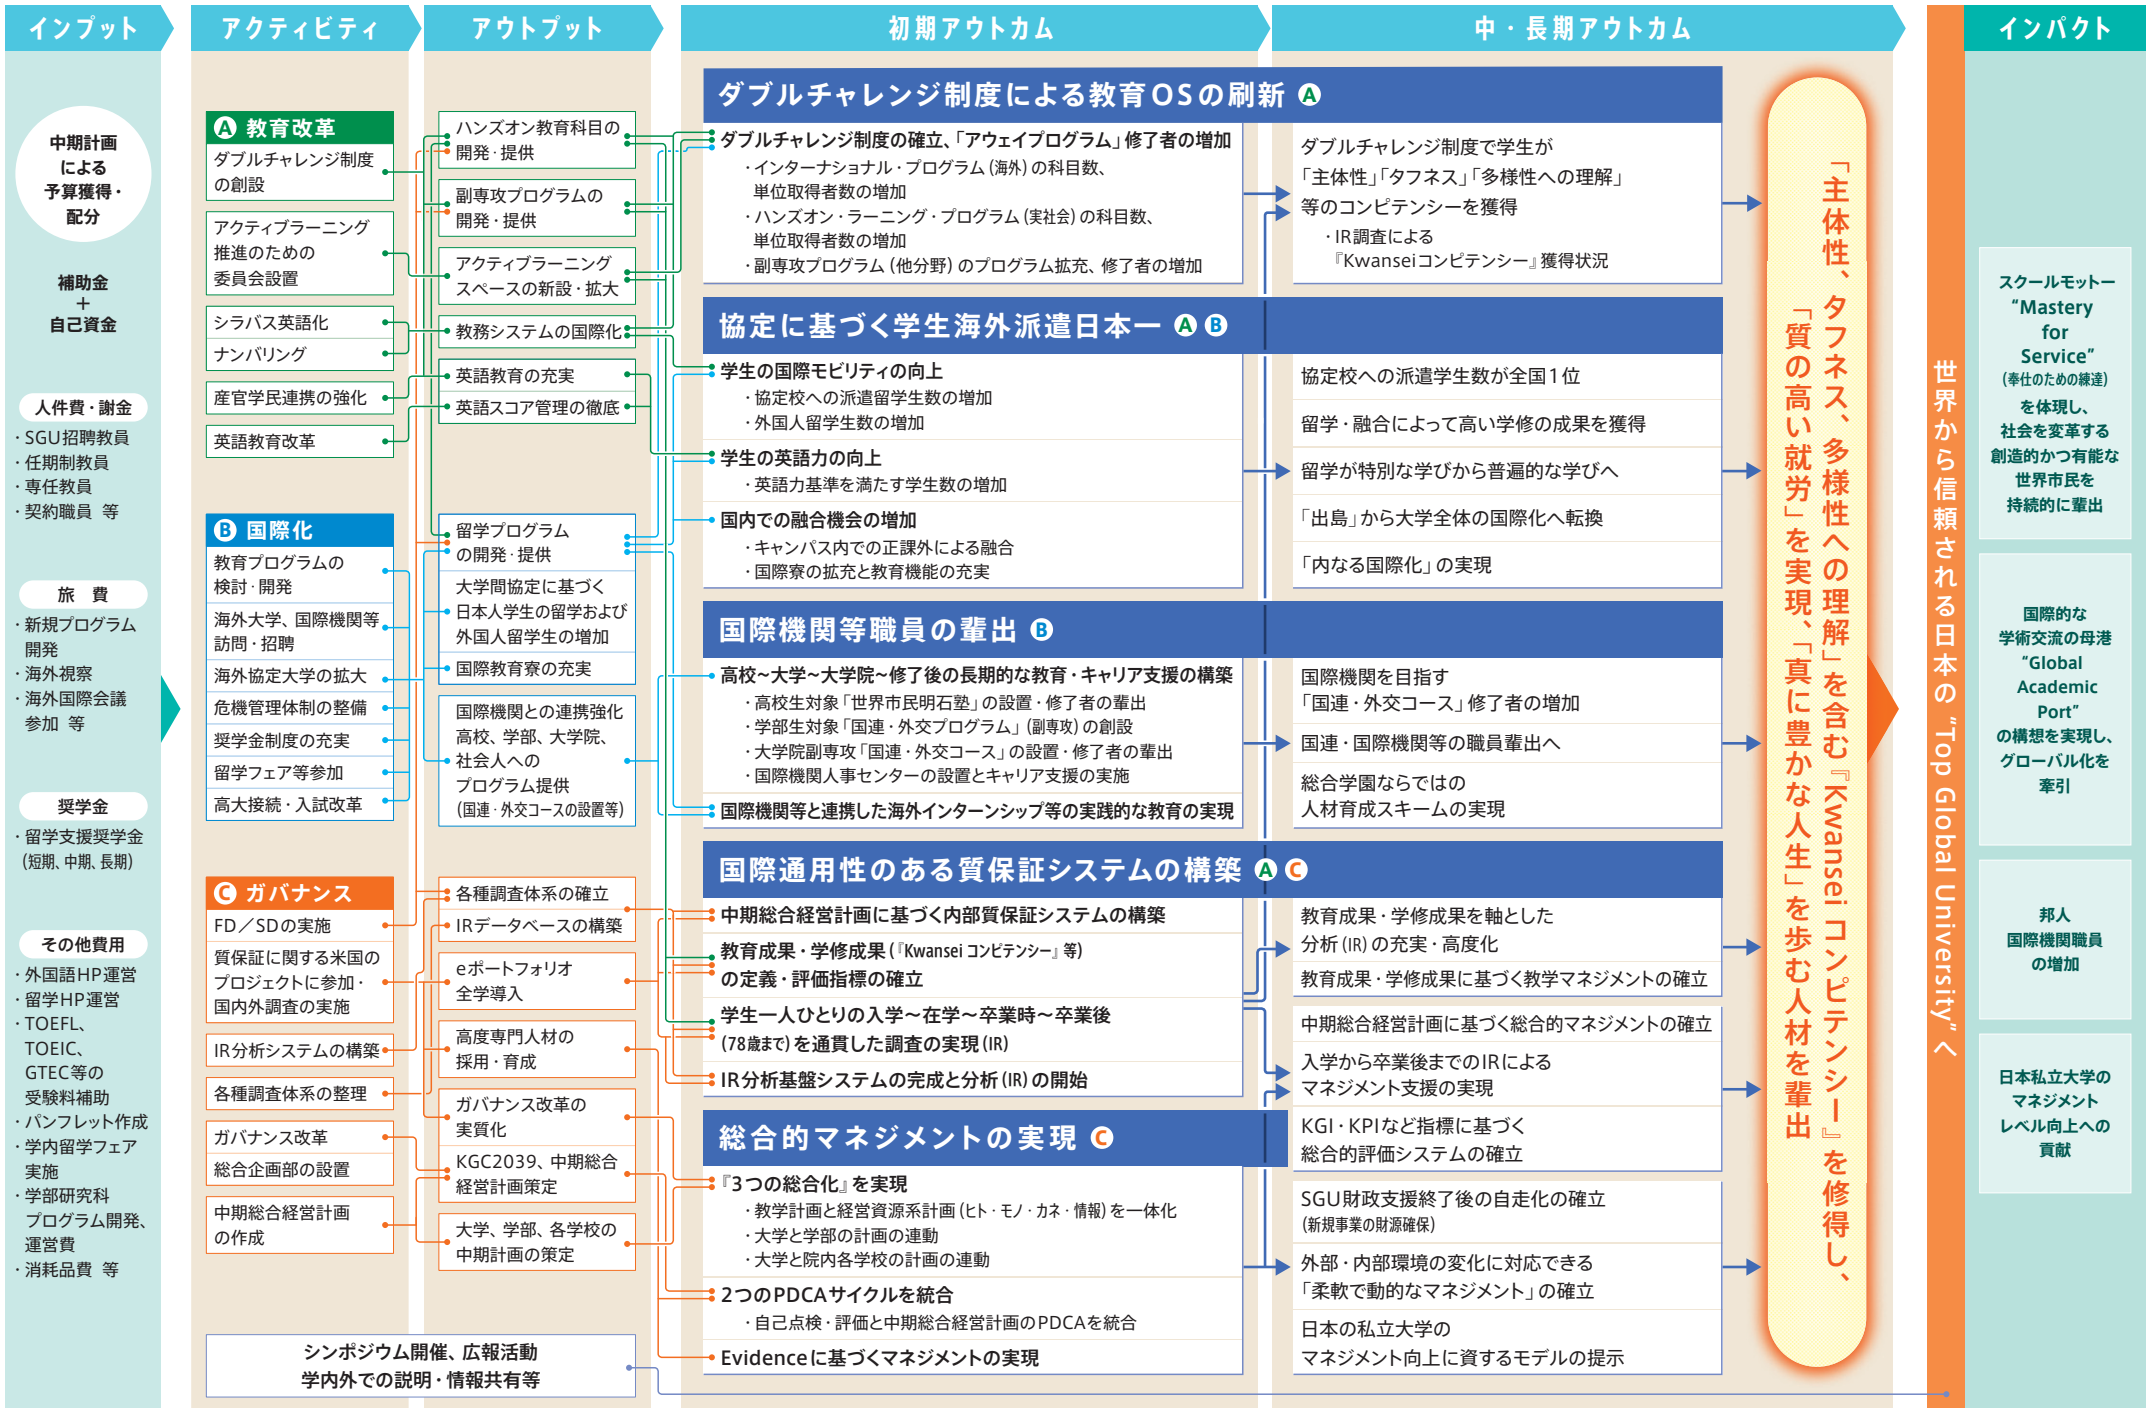 インプット
アクティビティ
アウトプット
初期アウトカム
中・長期アウトカム
インパクト
中期計画
による
予算獲得・
配分
補助金
＋
自己資金
人件費・謝金
・SGU招聘教員
・任期制教員
・専任教員
・契約職員 等
旅　費
・新規プログラム
開発
・海外視察
・海外国際会議
参加 等
奨学金
・留学支援奨学金
(短期、中期、長期)
その他費用
・外国語HP運営
・留学HP運営
・TOEFL、
TOEIC、
GTEC等の
受験料補助
・パンフレット作成
・学内留学フェア
実施
・学部研究科
プログラム開発、
運営費
・消耗品費 等
A 教育改革
ダブルチャレンジ制度
の創設
アクティブラーニング
推進のための
委員会設置
シラバス英語化
ナンバリング
産官学民連携の強化
英語教育改革
B 国際化
教育プログラムの
検討・開発
海外大学、国際機関等
訪問・招聘
海外協定大学の拡大
危機管理体制の整備
奨学金制度の充実
留学フェア等参加
高大接続・入試改革
C ガバナンス
FD／SDの実施
質保証に関する米国の
プロジェクトに参加・
国内外調査の実施
IR分析システムの構築
各種調査体系の整理
ガバナンス改革
総合企画部の設置
中期総合経営計画
の作成
シンポジウム開催、広報活動
学内外での説明・情報共有等
ハンズオン教育科目の
開発・提供
副専攻プログラムの
開発・提供
アクティブラーニング
スペースの新設・拡大
教務システムの国際化
英語教育の充実
英語スコア管理の徹底
留学プログラム
の開発・提供
大学間協定に基づく
日本人学生の留学および
外国人留学生の増加
国際教育寮の充実
国際機関との連携強化
高校、学部、大学院、
社会人への
プログラム提供
(国連・外交コースの設置等)
各種調査体系の確立
IRデータベースの構築
eポートフォリオ
全学導入
高度専門人材の
採用・育成
ガバナンス改革の
実質化
KGC2039、中期総合
経営計画策定
大学、学部、各学校の
中期計画の策定
ダブルチャレンジ制度による教育OSの刷新 A
ダブルチャレンジ制度の確立、「アウェイプログラム」修了者の増加
・インターナショナル・プログラム(海外)の科目数、
単位取得者数の増加
・ハンズオン・ラーニング・プログラム(実社会)の科目数、
単位取得者数の増加
・副専攻プログラム(他分野)のプログラム拡充、修了者の増加
ダブルチャレンジ制度で学生が
「主体性」「タフネス」「多様性への理解」
等のコンピテンシーを獲得
・IR調査による
『Kwanseiコンピテンシー』獲得状況
協定に基づく学生海外派遣日本一 A B
学生の国際モビリティの向上
・協定校への派遣留学生数の増加
・外国人留学生数の増加
学生の英語力の向上
・英語力基準を満たす学生数の増加
国内での融合機会の増加
・キャンパス内での正課外による融合
・国際寮の拡充と教育機能の充実
協定校への派遣学生数が全国1位
留学・融合によって高い学修の成果を獲得
留学が特別な学びから普遍的な学びへ
「出島」から大学全体の国際化へ転換
「内なる国際化」の実現
国際機関等職員の輩出 B
高校~大学~大学院~修了後の長期的な教育・キャリア支援の構築
・高校生対象「世界市民明石塾」の設置・修了者の輩出
・学部生対象「国連・外交プログラム」(副専攻)の創設
・大学院副専攻「国連・外交コース」の設置・修了者の輩出
・国際機関人事センターの設置とキャリア支援の実施
国際機関等と連携した海外インターンシップ等の実践的な教育の実現
国際機関を目指す
「国連・外交コース」修了者の増加
国連・国際機関等の職員輩出へ
総合学園ならではの
人材育成スキームの実現
国際通用性のある質保証システムの構築 A C
中期総合経営計画に基づく内部質保証システムの構築
教育成果・学修成果(『Kwansei コンピテンシー』等)
の定義・評価指標の確立
学生一人ひとりの入学〜在学〜卒業時〜卒業後
(78歳まで)を通貫した調査の実現(IR)
IR分析基盤システムの完成と分析(IR)の開始
教育成果・学修成果を軸とした
分析(IR)の充実・高度化
教育成果・学修成果に基づく教学マネジメントの確立
中期総合経営計画に基づく総合的マネジメントの確立
入学から卒業後までのIRによる
マネジメント支援の実現
KGI・KPIなど指標に基づく
総合的評価システムの確立
総合的マネジメントの実現 C
『3つの総合化』を実現
・教学計画と経営資源系計画(ヒト・モノ・カネ・情報)を一体化
・大学と学部の計画の連動
・大学と院内各学校の計画の連動
2つのPDCAサイクルを統合
・自己点検・評価と中期総合経営計画のPDCAを統合
Evidenceに基づくマネジメントの実現
SGU財政支援終了後の自走化の確立
(新規事業の財源確保)
外部・内部環境の変化に対応できる
「柔軟で動的なマネジメント」の確立
日本の私立大学の
マネジメント向上に資するモデルの提示
「主体性、タフネス、多様性への理解」を含む『Kwansei コンピテンシー』を修得し、
「質の高い就労」を実現、「真に豊かな人生」を歩む人材を輩出
世界から信頼される日本の “Top Global University” へ
スクールモットー
“Mastery
for
Service”
(奉仕のための練達)
を体現し、
社会を変革する
創造的かつ有能な
世界市民を
持続的に輩出
国際的な
学術交流の母港
“Global
Academic
Port”
の構想を実現し、
グローバル化を
牽引
邦人
国際機関職員
の増加
日本私立大学の
マネジメント
レベル向上への
貢献